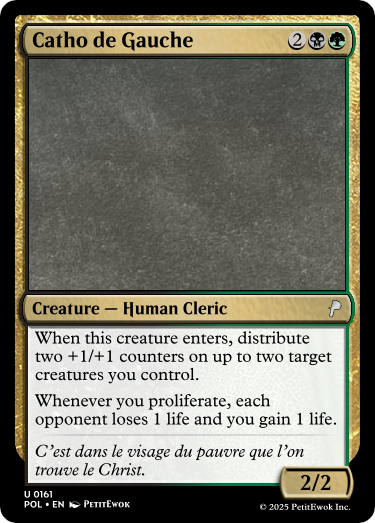 Catho de Gauche 2
Creature — Human Cleric
When this creature enters, distribute
two +1/+1 counters on up to two target
creatures you control.
Whenever you proliferate, each
opponent loses 1 life and you gain 1 life.
C'est dans le visage du pauvre que l'on
trouve le Christ.
2/2
U 0161
POL • EN PETITEWOK
© 2025 PetitEwok Inc.